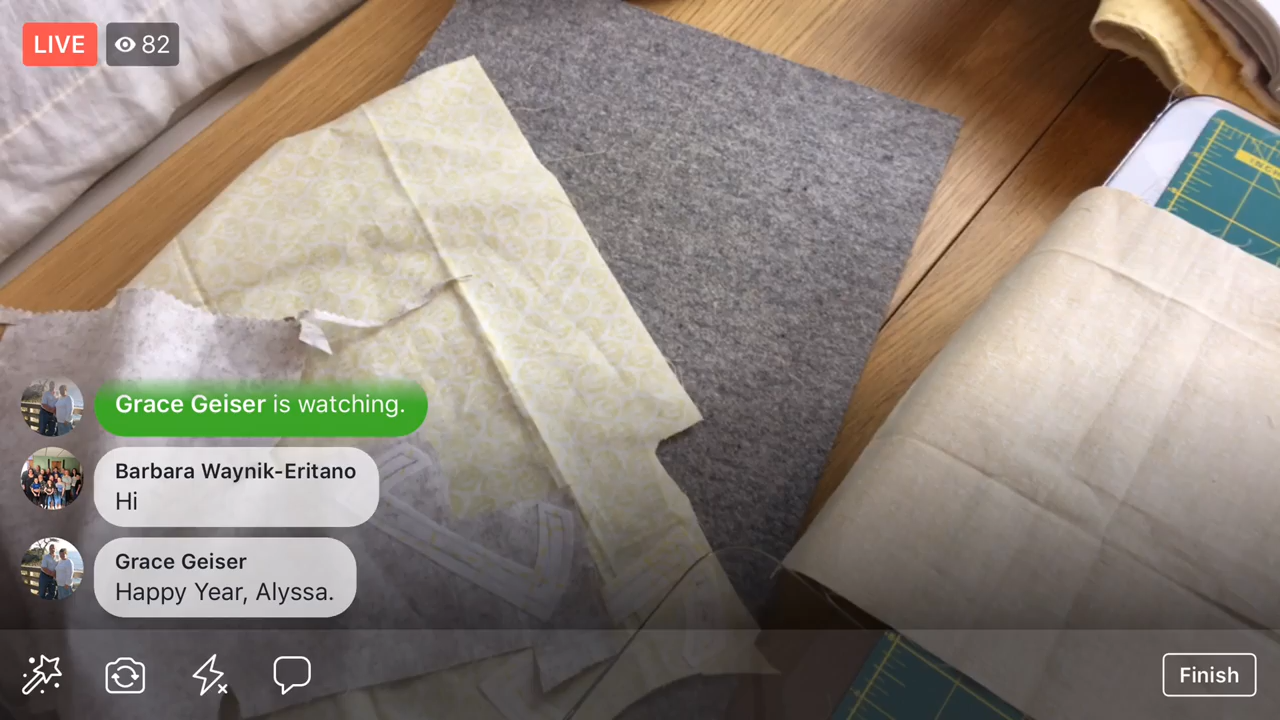 LIVE 82
Grace Geiser is watching.
Barbara Waynik-Eritano
Hi
Grace Geiser
Happy Year, Alyssa.
Finish